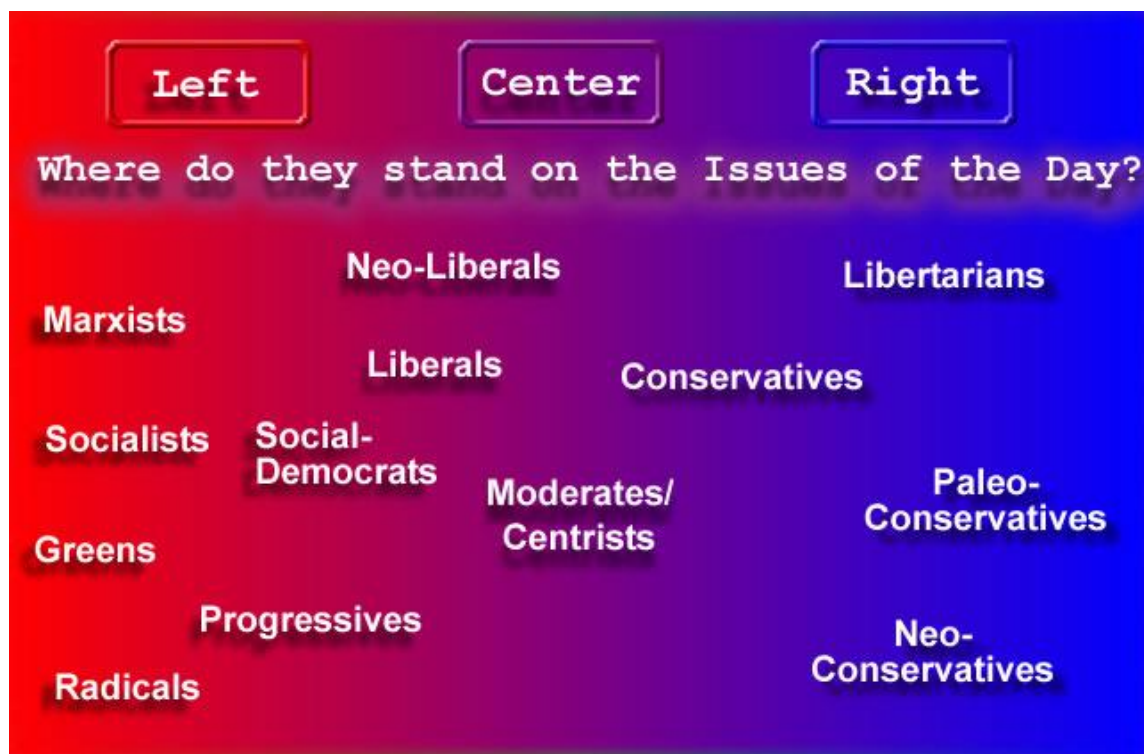 Left
Center
Right
Where do they stand on the Issues of the Day?
Neo-Liberals
Libertarians
Marxists
Liberals
Conservatives
Socialists
Social-
Democrats
Moderates/
Centrists
Paleo-
Conservatives
Greens
Progressives
Neo-
Conservatives
Radicals